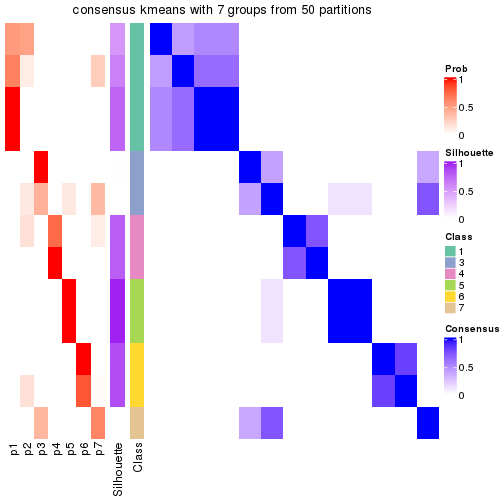 consensus kmeans with 7 groups from 50 partitions
Prob
1
0.5
0
Silhouette
1
0.5
0
Class
1
3
4
5
6
7
Consensus
1
0.5
0
p1
p2
p3
p4
p5
p6
p7
Silhouette
Class